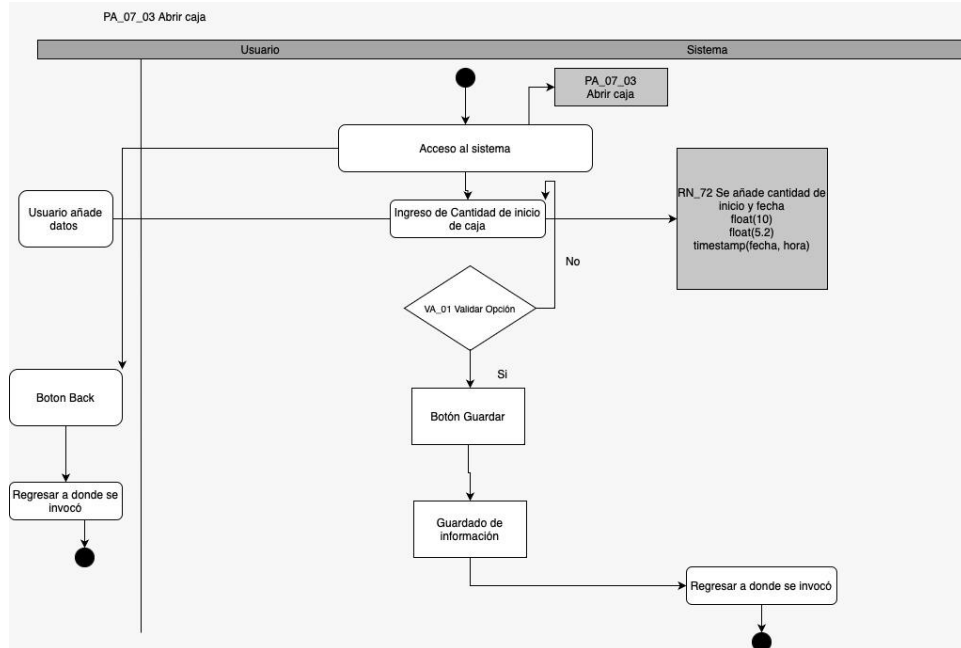 PA_07_03 Abrir caja
Usuario
Sistema
PA_07_03
Abrir caja
Acceso al sistema
Usuario añade
datos
Ingreso de Cantidad de inicio
de caja
RN_72 Se añade cantidad de
inicio y fecha
float(10)
float(5.2)
timestamp(fecha, hora)
No
VA_01 Validar Opción
Si
Boton Back
Botón Guardar
Regresar a donde se
invocó
Guardado de
información
Regresar a donde se invocó